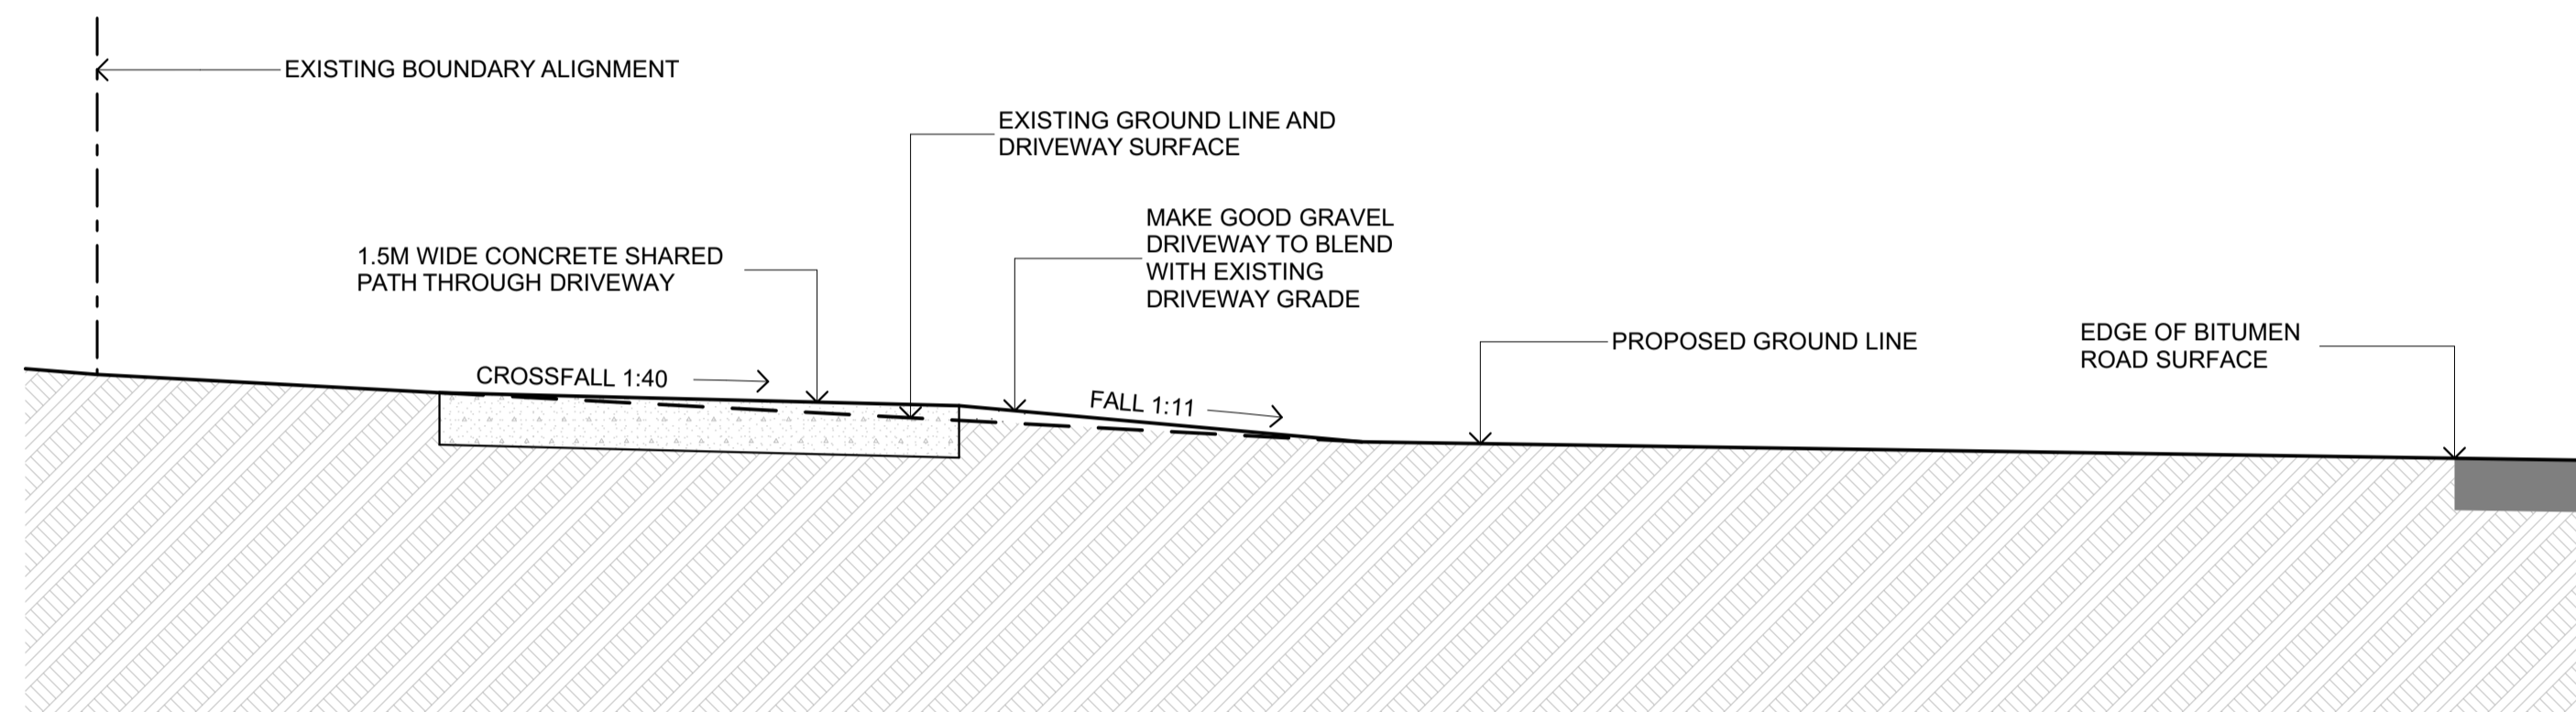 EXISTING BOUNDARY ALIGNMENT
EXISTING GROUND LINE AND
DRIVEWAY SURFACE
MAKE GOOD GRAVEL
DRIVEWAY TO BLEND
WITH EXISTING
DRIVEWAY GRADE
1.5M WIDE CONCRETE SHARED
PATH THROUGH DRIVEWAY
PROPOSED GROUND LINE
EDGE OF BITUMEN
ROAD SURFACE
CROSSFALL 1:40
FALL 1:11